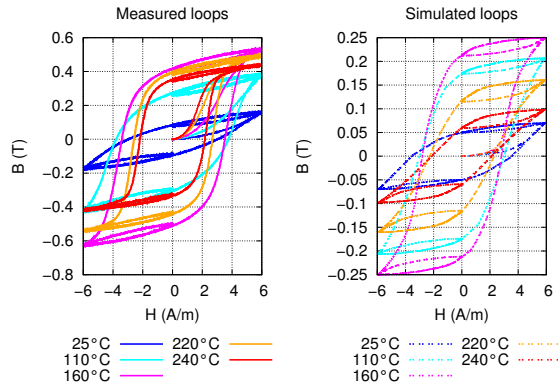 Measured loops
B (T)
0.6
0.4
0.2
0
−0.2
−0.4
−0.6
−0.8
−6 −4 −2 0 2 4 6
H (A/m)
25°C
110°C
160°C
220°C
240°C
Simulated loops
B (T)
0.25
0.2
0.15
0.1
0.05
0
−0.05
−0.1
−0.15
−0.2
−0.25
−6 −4 −2 0 2 4 6
H (A/m)
25°C
110°C
160°C
220°C
240°C